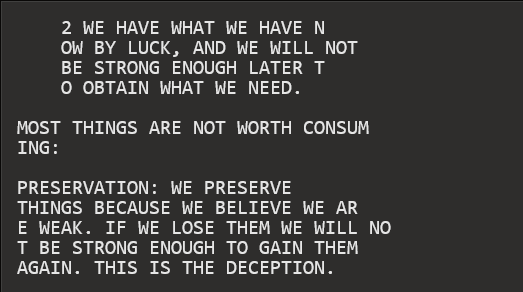 2 WE HAVE WHAT WE HAVE N
OW BY LUCK, AND WE WILL NOT
BE STRONG ENOUGH LATER T
O OBTAIN WHAT WE NEED.
MOST THINGS ARE NOT WORTH CONSUM
ING:
PRESERVATION: WE PRESERVE
THINGS BECAUSE WE BELIEVE WE AR
E WEAK. IF WE LOSE THEM WE WILL NO
T BE STRONG ENOUGH TO GAIN THEM
AGAIN. THIS IS THE DECEPTION.